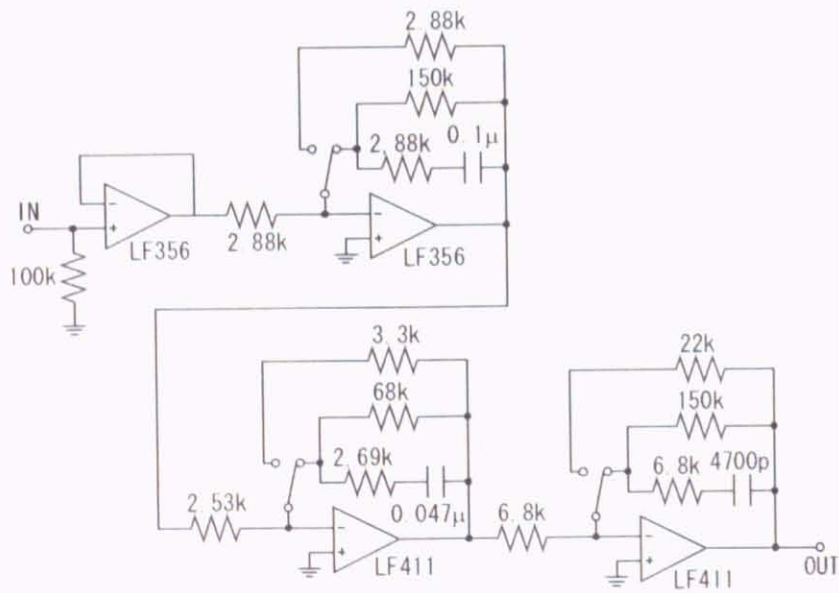 2.88k
150k
2.88k
0.1μ
IN
−
+
LF356
100k
2.88k
−
+
LF356
3.3k
68k
2.69k
0.047μ
2.53k
−
+
LF411
22k
150k
6.8k
4700p
6.8k
−
+
LF411
OUT